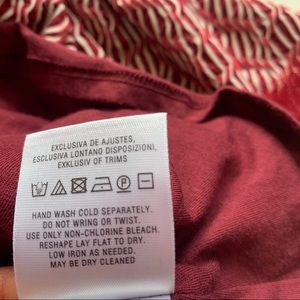 EXCLUSIVA DE AJUSTES,
ESCLUSIVA LONTANO DISPOSIZIONI,
EXKLUSIV OF TRIMS
HAND WASH COLD SEPARATELY.
DO NOT WRING OR TWIST.
USE ONLY NON-CHLORINE BLEACH.
RESHAPE LAY FLAT TO DRY.
LOW IRON AS NEEDED.
MAY BE DRY CLEANED